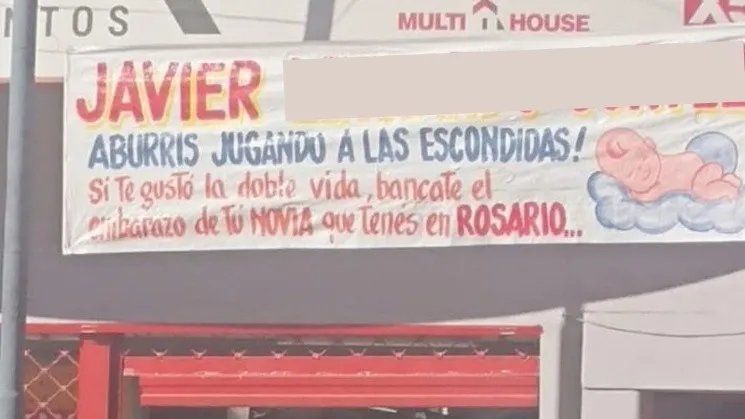 NTOS
MULTI HOUSE
JAVIER
ABURRIS JUGANDO A LAS ESCONDIDAS!
Si Te gustó la doble vida, bancate el
embarazo de TÚ NOVIA que Tenés en ROSARIO...